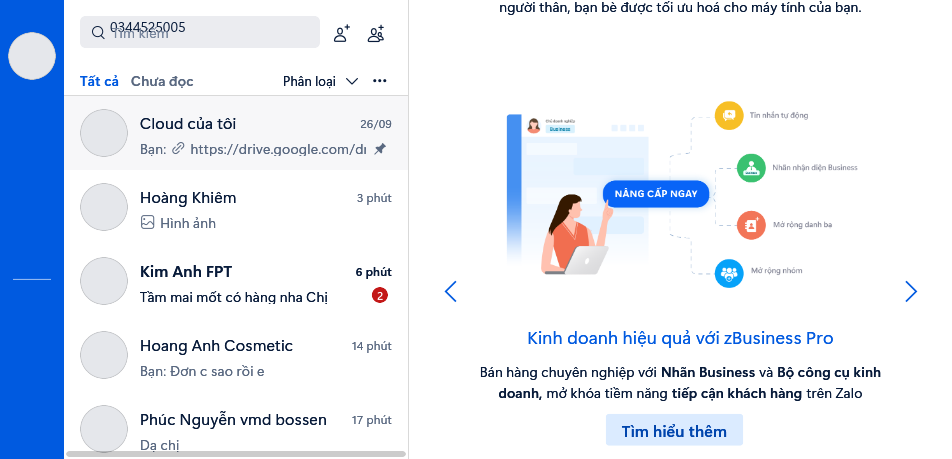 0344525005
Tìm kiếm
Tất cả Chưa đọc Phân loại
Cloud của tôi 26/09
Bạn: https://drive.google.com/dr
Hoàng Khiêm 3 phút
Hình ảnh
Kim Anh FPT 6 phút
Tầm mai mốt có hàng nha Chị 2
Hoang Anh Cosmetic 14 phút
Bạn: Đơn c sao rồi e
Phúc Nguyễn vmd bossen 17 phút
Dạ chị
người thân, bạn bè được tối ưu hoá cho máy tính của bạn.
Business
Tin nhắn tự động
Nhãn nhận diện Business
NÂNG CẤP NGAY
Mở rộng danh bạ
Mở rộng nhóm
Kinh doanh hiệu quả với zBusiness Pro
Bán hàng chuyên nghiệp với Nhãn Business và Bộ công cụ kinh
doanh, mở khóa tiềm năng tiếp cận khách hàng trên Zalo
Tìm hiểu thêm